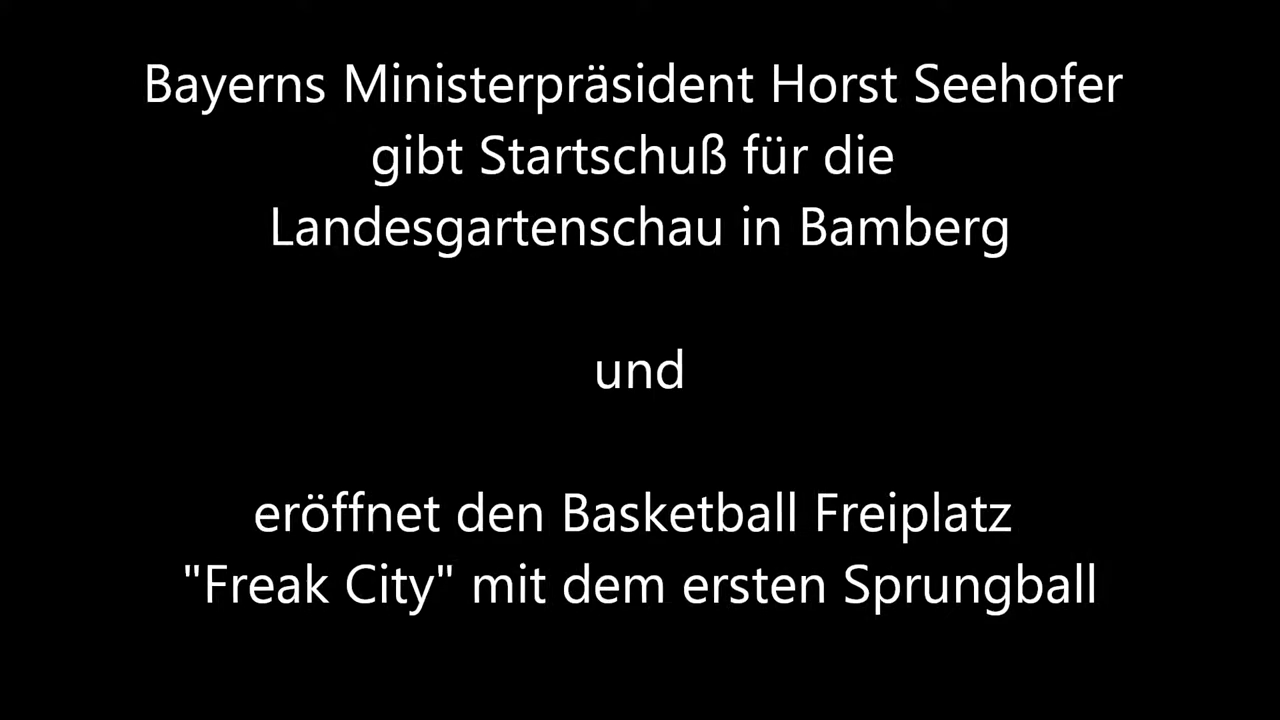 Bayerns Ministerpräsident Horst Seehofer
gibt Startschuß für die
Landesgartenschau in Bamberg
und
eröffnet den Basketball Freiplatz
"Freak City" mit dem ersten Sprungball